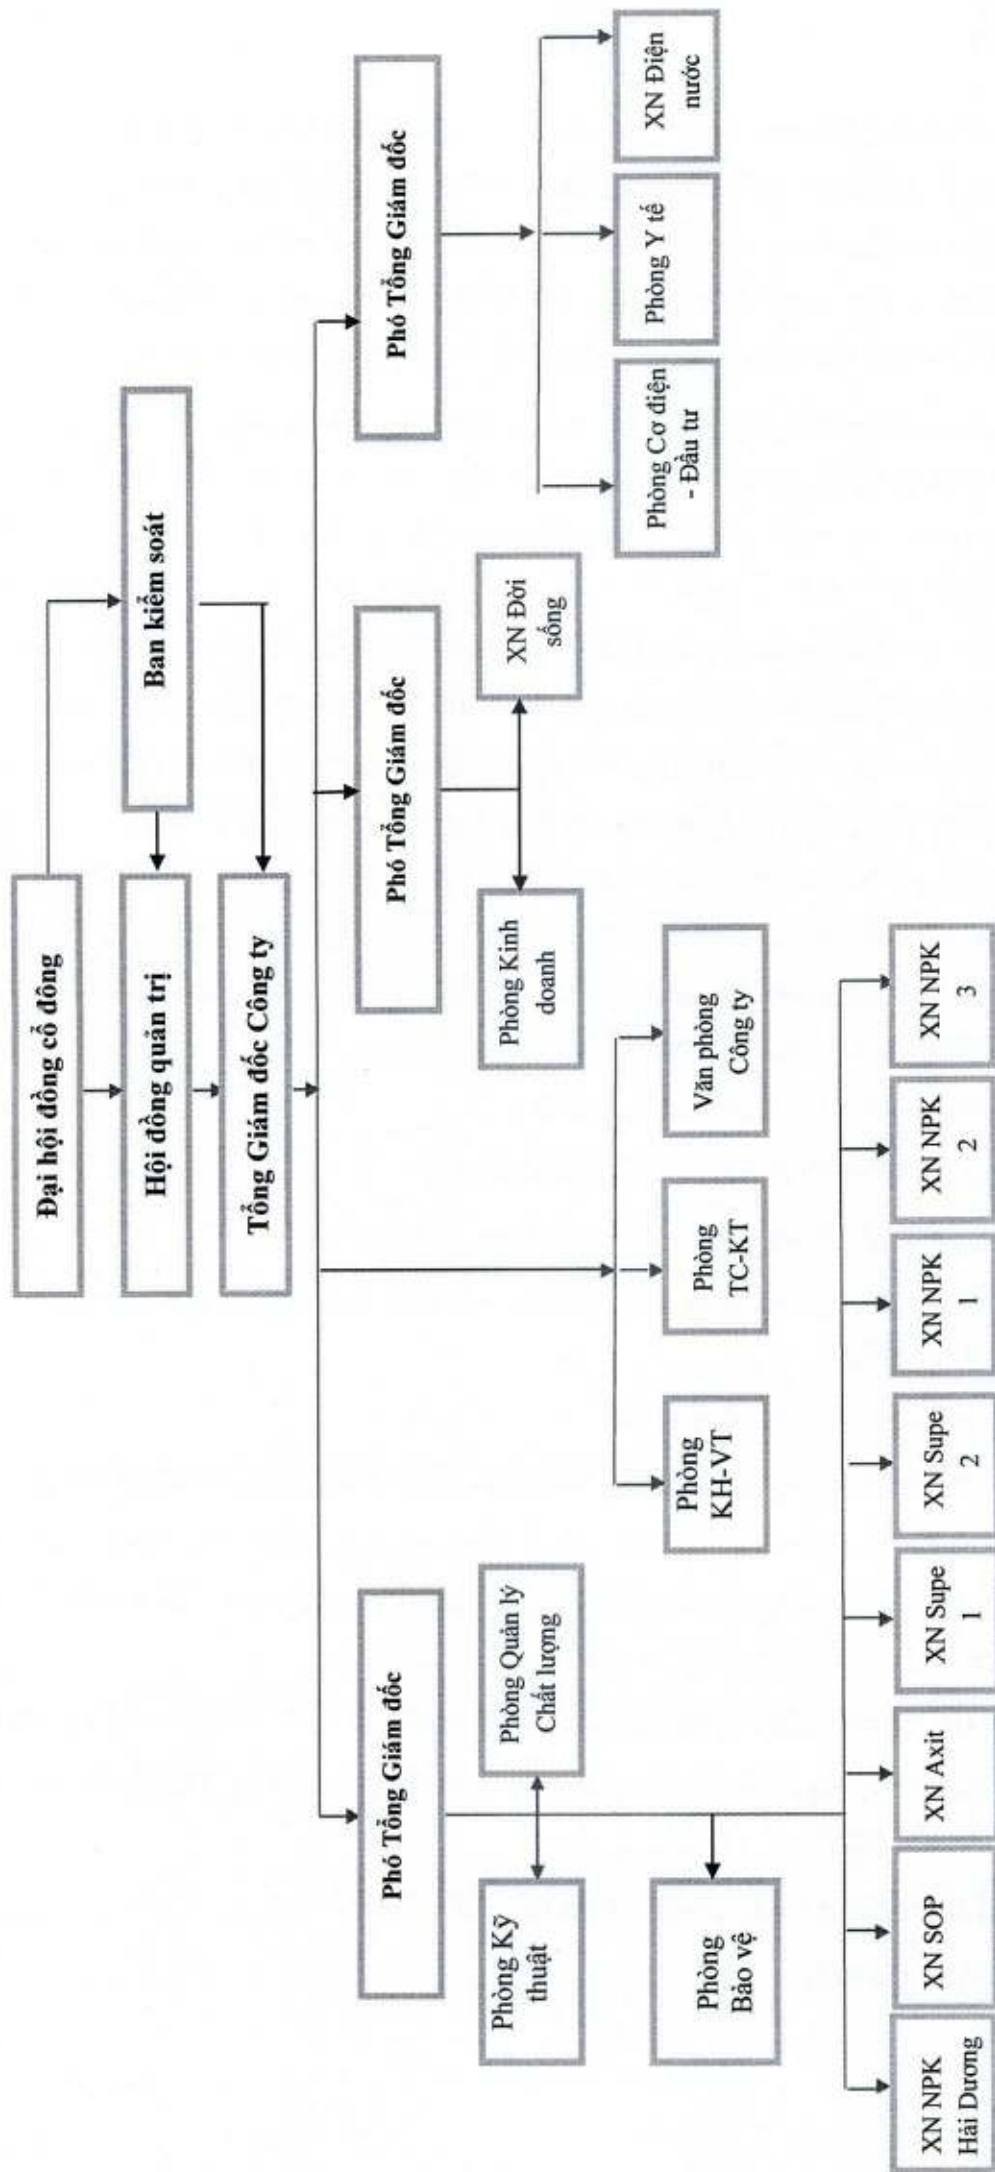 Đại hội đồng cổ đông
Ban kiểm soát
Hội đồng quản trị
Tổng Giám đốc Công ty
Phó Tổng Giám đốc
Phó Tổng Giám đốc
Phó Tổng Giám đốc
Phòng Kỹ
thuật
Phòng Quản lý
Chất lượng
Phòng Kinh
doanh
XN Đời
sống
Phòng Cơ điện
- Đầu tư
Phòng Y tế
XN Điện
nước
Phòng
Bảo vệ
Phòng
KH-VT
Phòng
TC-KT
Văn phòng
Công ty
XN NPK
Hải Dương
XN SOP
XN Axit
XN Supe
1
XN Supe
2
XN NPK
1
XN NPK
2
XN NPK
3